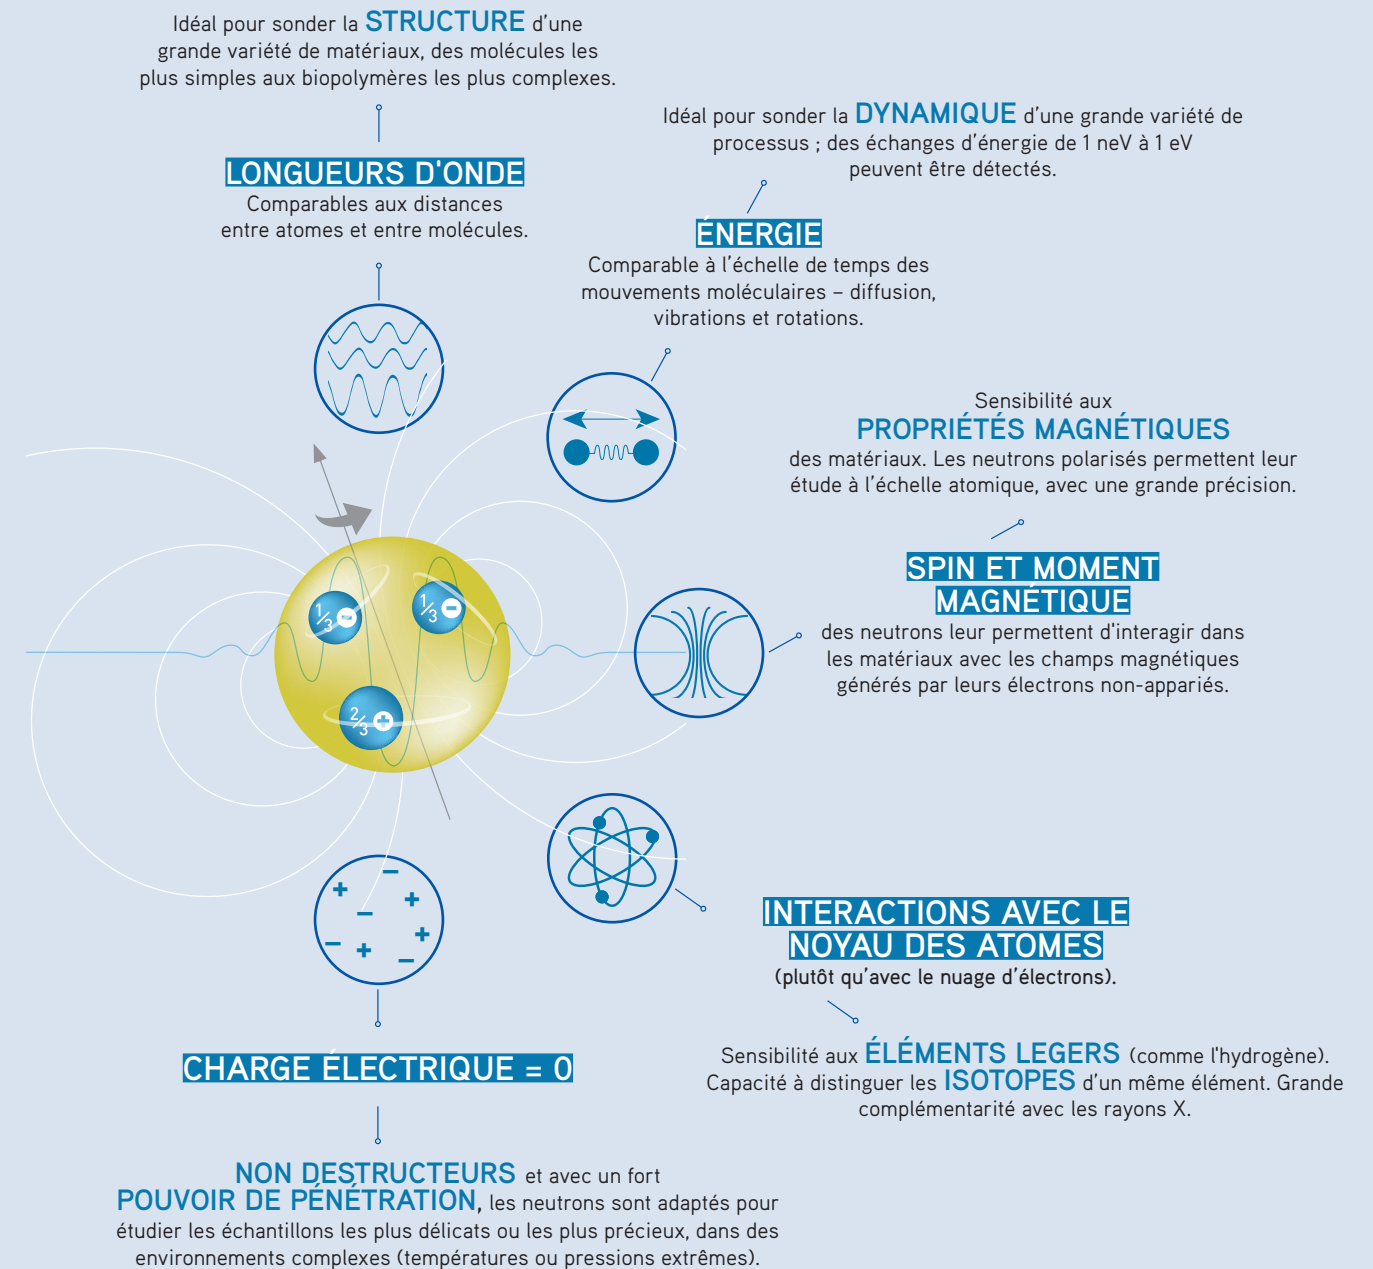 Idéal pour sonder la STRUCTURE d’une
grande variété de matériaux, des molécules les
plus simples aux biopolymères les plus complexes.
LONGUEURS D'ONDE
Comparables aux distances
entre atomes et entre molécules.
Idéal pour sonder la DYNAMIQUE d’une grande variété de
processus ; des échanges d’énergie de 1 neV à 1 eV
peuvent être détectés.
ÉNERGIE
Comparable à l’échelle de temps des
mouvements moléculaires – diffusion,
vibrations et rotations.
Sensibilité aux
PROPRIÉTÉS MAGNÉTIQUES
des matériaux. Les neutrons polarisés permettent leur
étude à l’échelle atomique, avec une grande précision.
SPIN ET MOMENT
MAGNÉTIQUE
des neutrons leur permettent d'interagir dans
les matériaux avec les champs magnétiques
générés par leurs électrons non-appariés.
1/3 -
1/3 -
2/3 +
INTERACTIONS AVEC LE
NOYAU DES ATOMES
(plutôt qu’avec le nuage d’électrons).
Sensibilité aux ÉLÉMENTS LEGERS (comme l'hydrogène).
Capacité à distinguer les ISOTOPES d’un même élément. Grande
complémentarité avec les rayons X.
CHARGE ÉLECTRIQUE = 0
NON DESTRUCTEURS et avec un fort
POUVOIR DE PÉNÉTRATION, les neutrons sont adaptés pour
étudier les échantillons les plus délicats ou les plus précieux, dans des
environnements complexes (températures ou pressions extrêmes).